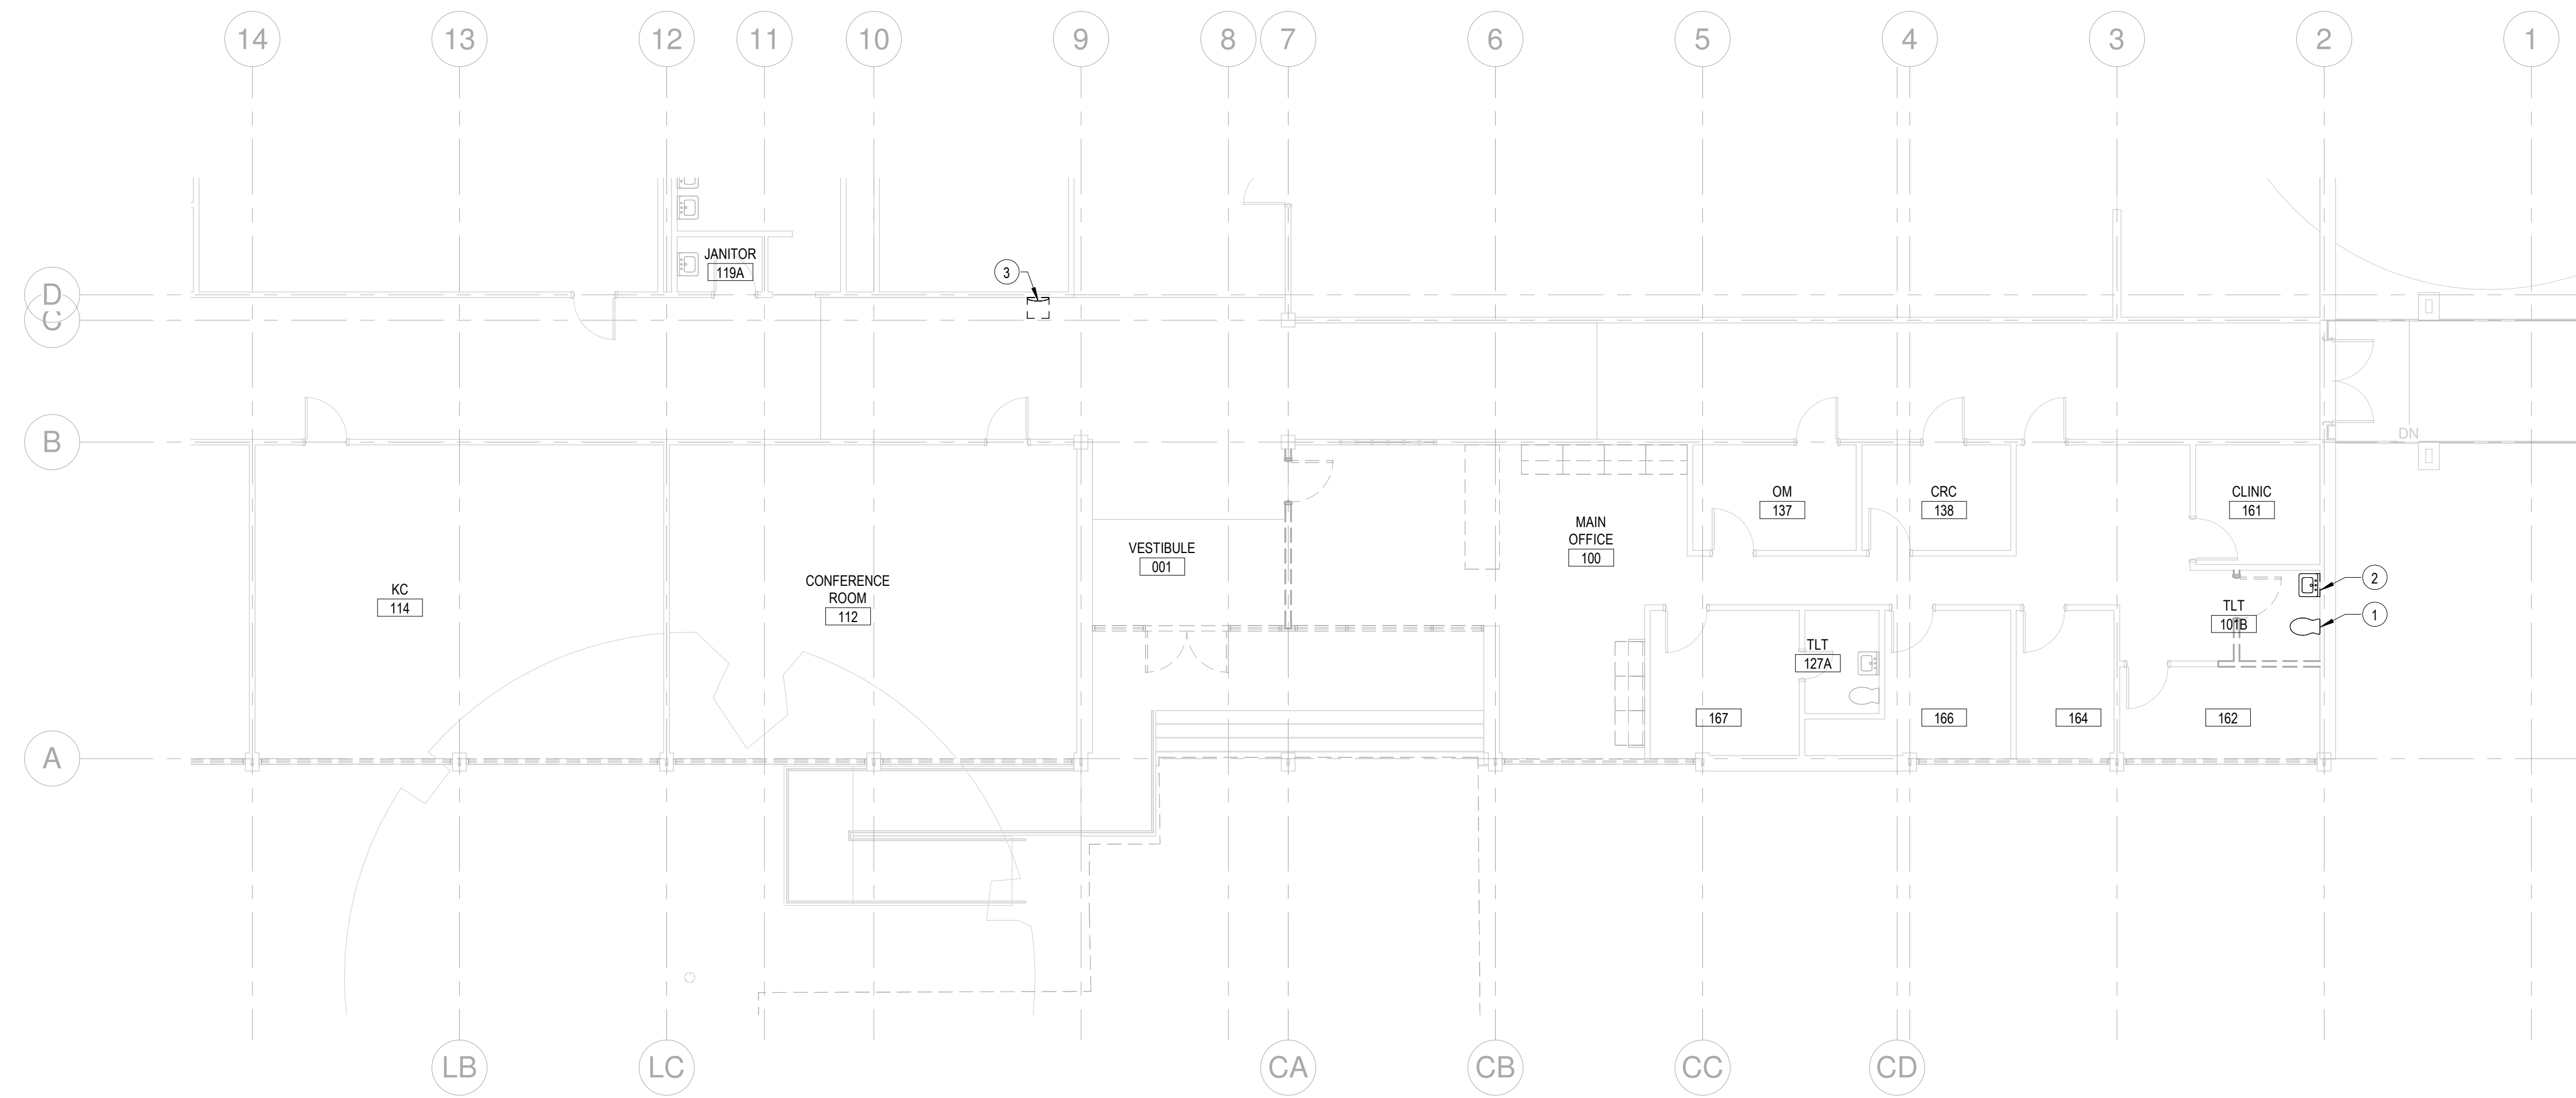 14
13
12
11
10
9
8
7
6
5
4
3
2
1
JANITOR
119A
3
D
C
B
DN
OM
137
CRC
138
CLINIC
161
MAIN
OFFICE
100
VESTIBULE
001
CONFERENCE
ROOM
112
KC
114
2
TLT
101B
1
TLT
127A
167
166
164
162
A
LB
LC
CA
CB
CC
CD